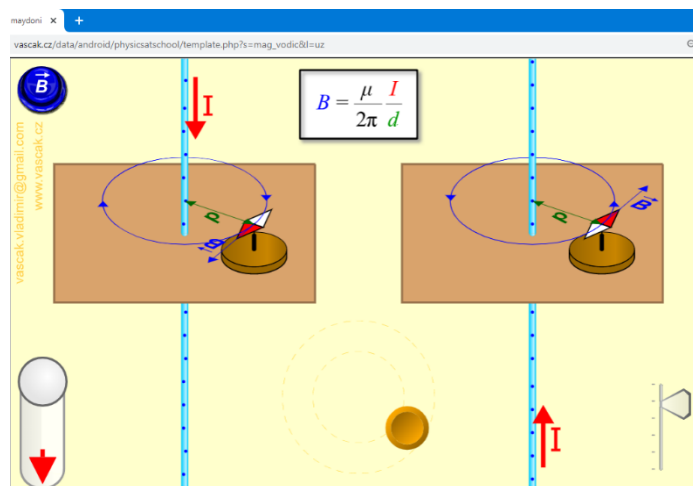 maydoni × +
vascak.cz/data/android/physicsatschool/template.php?s=mag_vodic&l=uz
B
I
B = μ/2π I/d
vascak.vladimir@gmail.com
www.vascak.cz
d
B
d
B
I